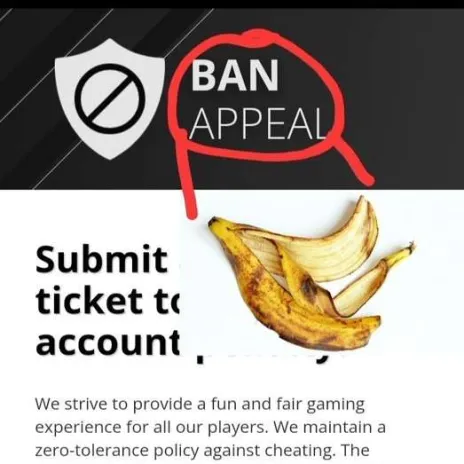 BAN
APPEAL
Submit
ticket to
account
We strive to provide a fun and fair gaming
experience for all our players. We maintain a
zero-tolerance policy against cheating. The